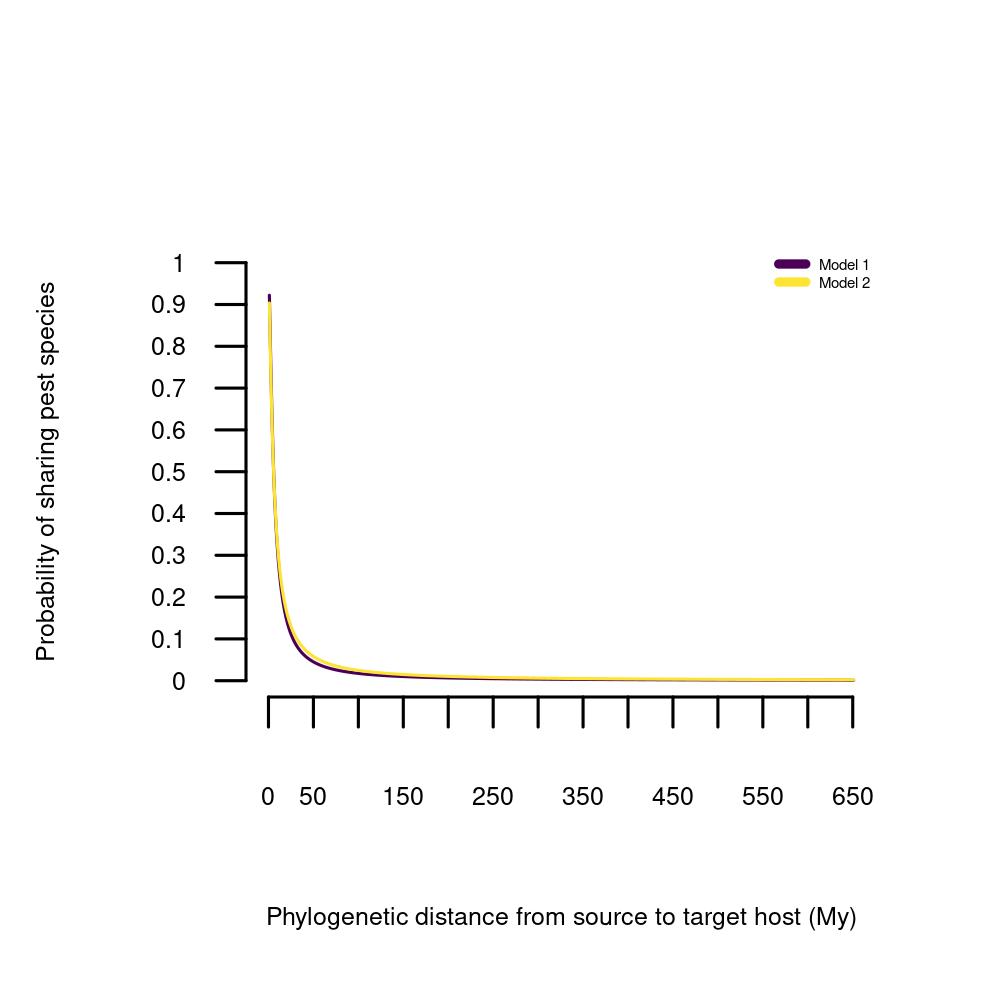 Model 1
Model 2
Probability of sharing pest species
1
0.9
0.8
0.7
0.6
0.5
0.4
0.3
0.2
0.1
0
0 50 150 250 350 450 550 650
Phylogenetic distance from source to target host (My)